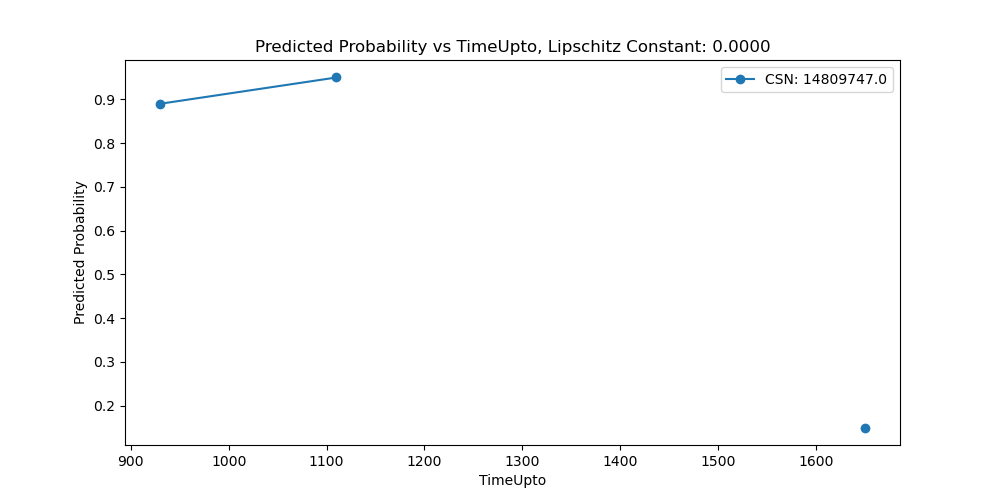 Predicted Probability vs TimeUpto, Lipschitz Constant: 0.0000
CSN: 14809747.0
Predicted Probability
0.9
0.8
0.7
0.6
0.5
0.4
0.3
0.2
900 1000 1100 1200 1300 1400 1500 1600
TimeUpto